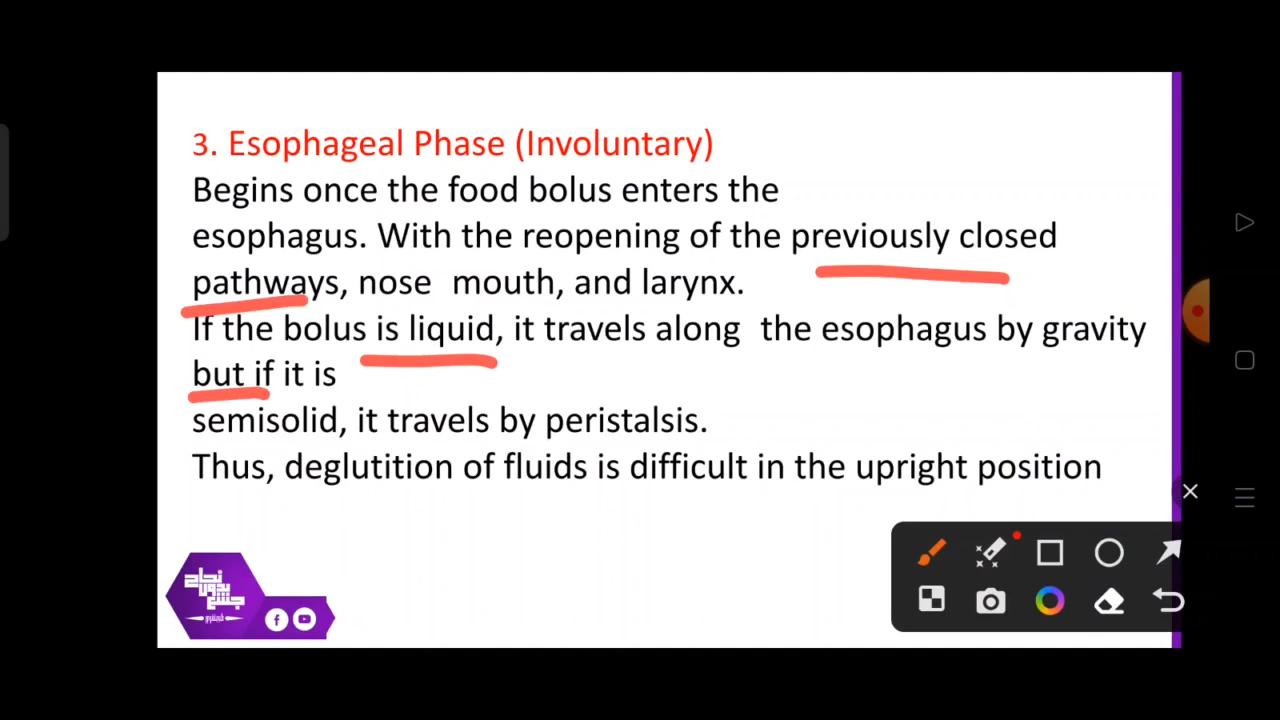 3. Esophageal Phase (Involuntary)
Begins once the food bolus enters the
esophagus. With the reopening of the previously closed
pathways, nose mouth, and larynx.
If the bolus is liquid, it travels along the esophagus by gravity
but if it is
semisolid, it travels by peristalsis.
Thus, deglutition of fluids is difficult in the upright position
نجاح
بدون